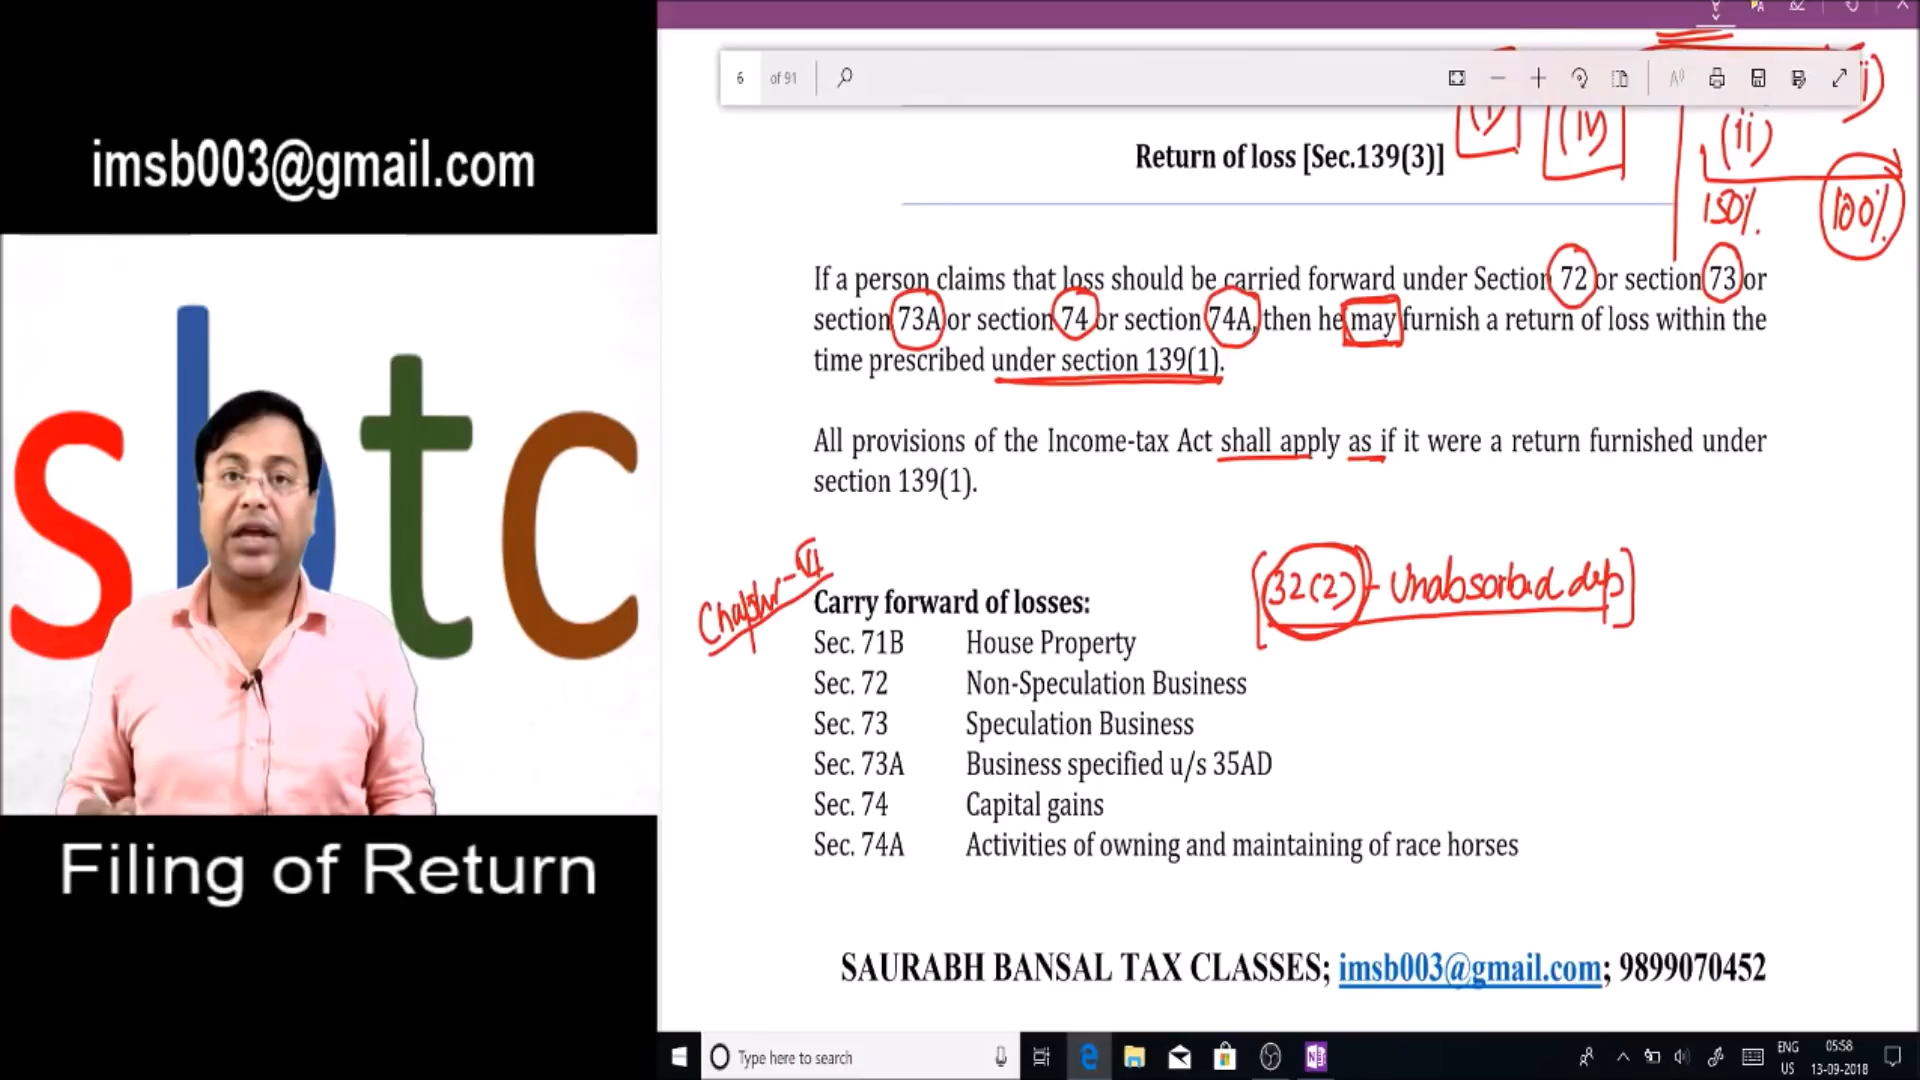 imsb003@gmail.com
sbtc
Filing of Return
6 of 91
(i) (iv) (ii)
150% 100%
Return of loss [Sec.139(3)]
If a person claims that loss should be carried forward under Section 72 or section 73 or
section 73A or section 74 or section 74A, then he may furnish a return of loss within the
time prescribed under section 139(1).
All provisions of the Income-tax Act shall apply as if it were a return furnished under
section 139(1).
Chapter-VI
[32(2) - Unabsorbed dep]
Carry forward of losses:
Sec. 71B House Property
Sec. 72 Non-Speculation Business
Sec. 73 Speculation Business
Sec. 73A Business specified u/s 35AD
Sec. 74 Capital gains
Sec. 74A Activities of owning and maintaining of race horses
SAURABH BANSAL TAX CLASSES; imsb003@gmail.com; 9899070452
Type here to search
ENG
US
05:58
13-09-2018